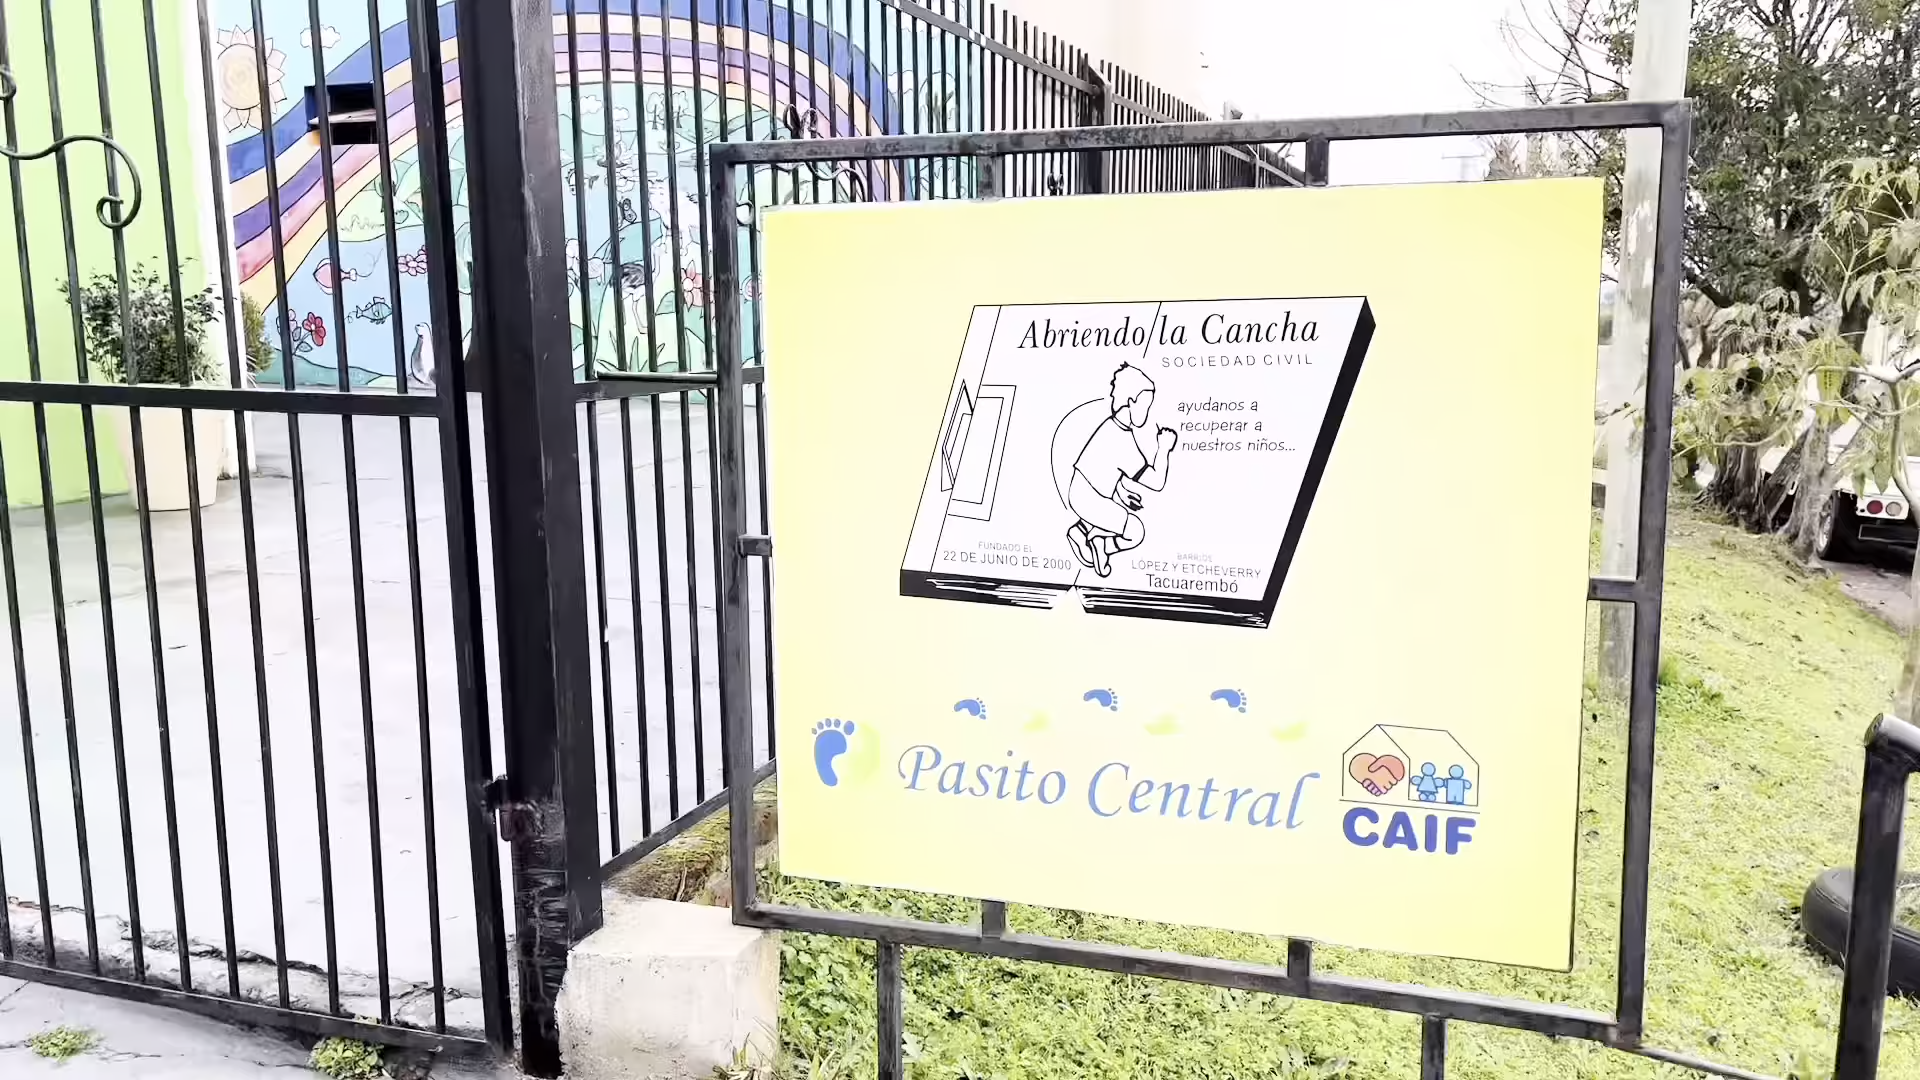 Abriendo la Cancha
SOCIEDAD CIVIL
ayudanos a
recuperar a
nuestros niños...
FUNDADO EL
22 DE JUNIO DE 2000
BARRIOS
LÓPEZ Y ETCHEVERRY
Tacuarembó
Pasito Central
CAIF